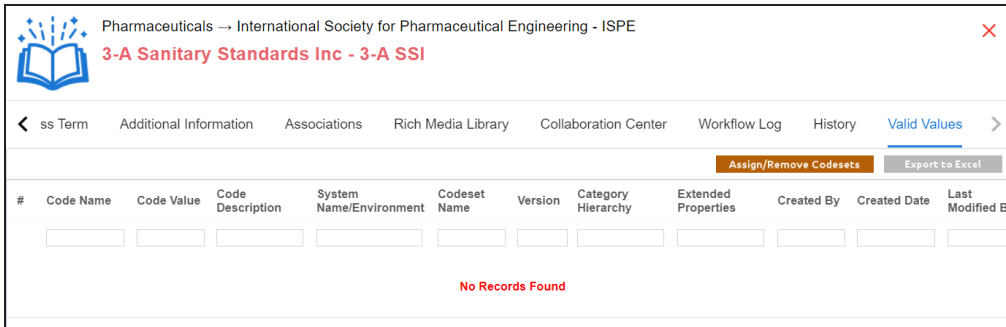 Pharmaceuticals → International Society for Pharmaceutical Engineering - ISPE
3-A Sanitary Standards Inc - 3-A SSI
ss Term Additional Information Associations Rich Media Library Collaboration Center Workflow Log History Valid Values
Assign/Remove Codesets Export to Excel
# Code Name Code Value Code Description System Name/Environment Codeset Name Version Category Hierarchy Extended Properties Created By Created Date Last Modified B
No Records Found